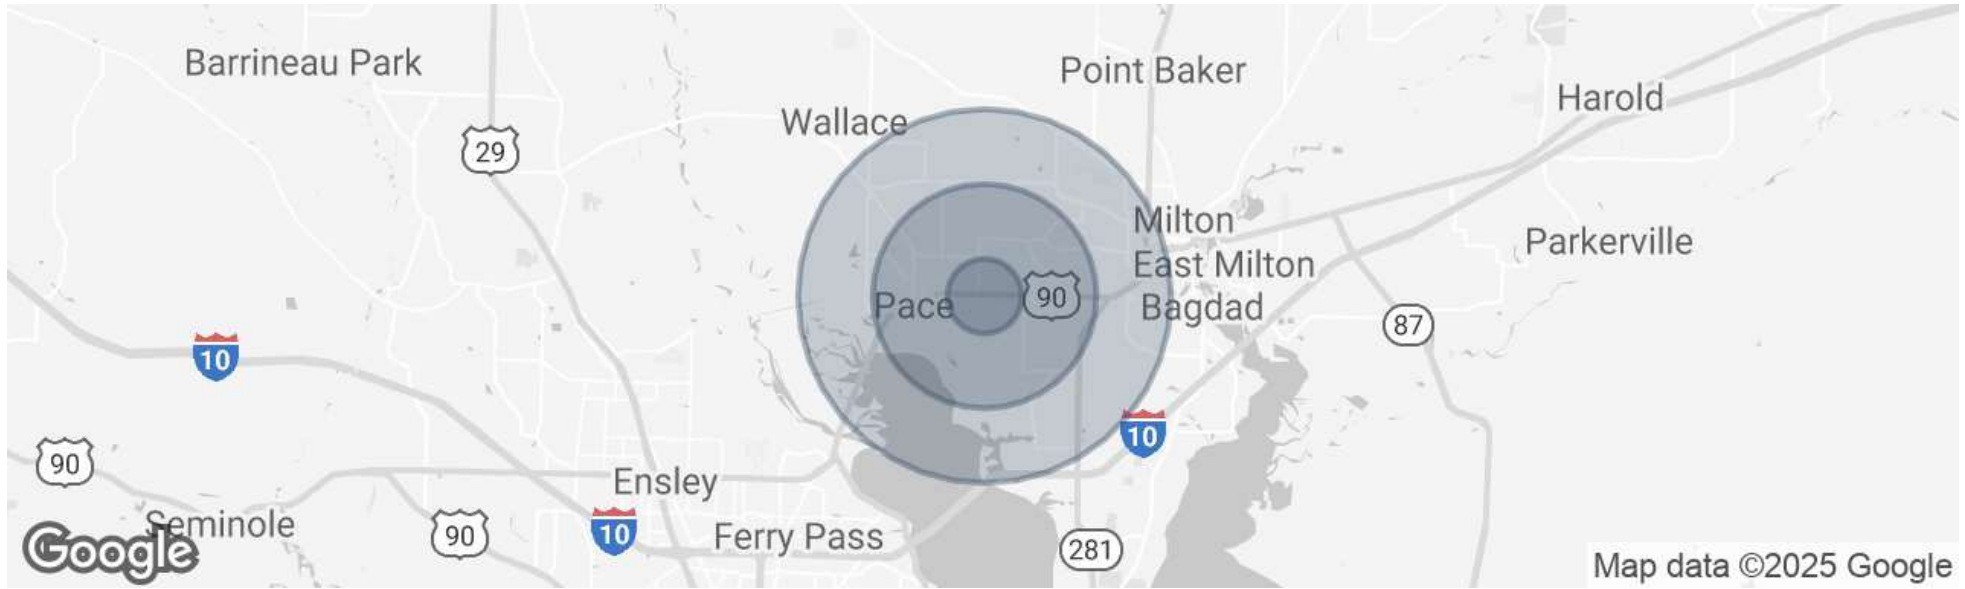 Barrineau Park
Point Baker
Harold
Wallace
29
Milton
Parkerville
East Milton
90
Pace
Bagdad
87
10
10
90
Ensley
Seminole
90
10
Ferry Pass
281
Google
Map data ©2025 Google